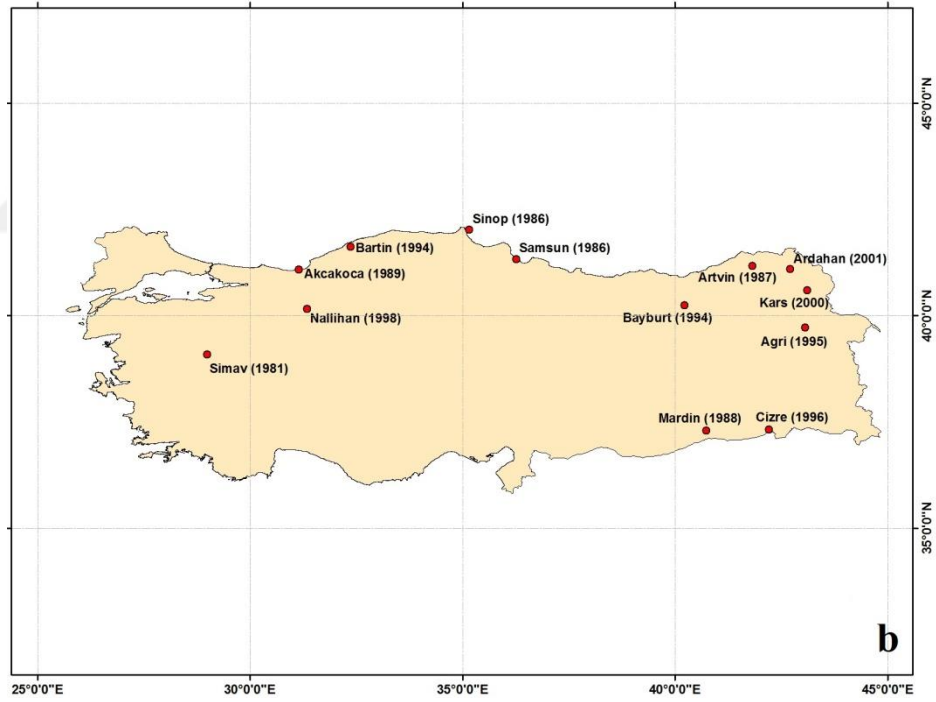 45°0'0"N
Sinop (1986)
Bartin (1994)
Samsun (1986)
Ardahan (2001)
Akcakoca (1989)
Artvin (1987)
Kars (2000)
40°0'0"N
Nallihan (1998)
Bayburt (1994)
Agri (1995)
Simav (1981)
Mardin (1988)
Cizre (1996)
35°0'0"N
b
25°0'0"E
30°0'0"E
35°0'0"E
40°0'0"E
45°0'0"E